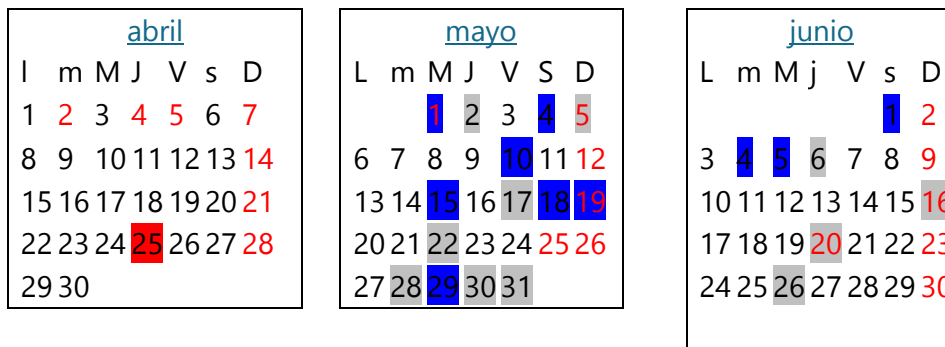 abril
l m M J V s D
1 2 3 4 5 6 7
8 9 10 11 12 13 14
15 16 17 18 19 20 21
22 23 24 25 26 27 28
29 30
mayo
L m M J V S D
1 2 3 4 5
6 7 8 9 10 11 12
13 14 15 16 17 18 19
20 21 22 23 24 25 26
27 28 29 30 31
junio
L m M j V s D
1 2
3 4 5 6 7 8 9
10 11 12 13 14 15 16
17 18 19 20 21 22 23
24 25 26 27 28 29 30